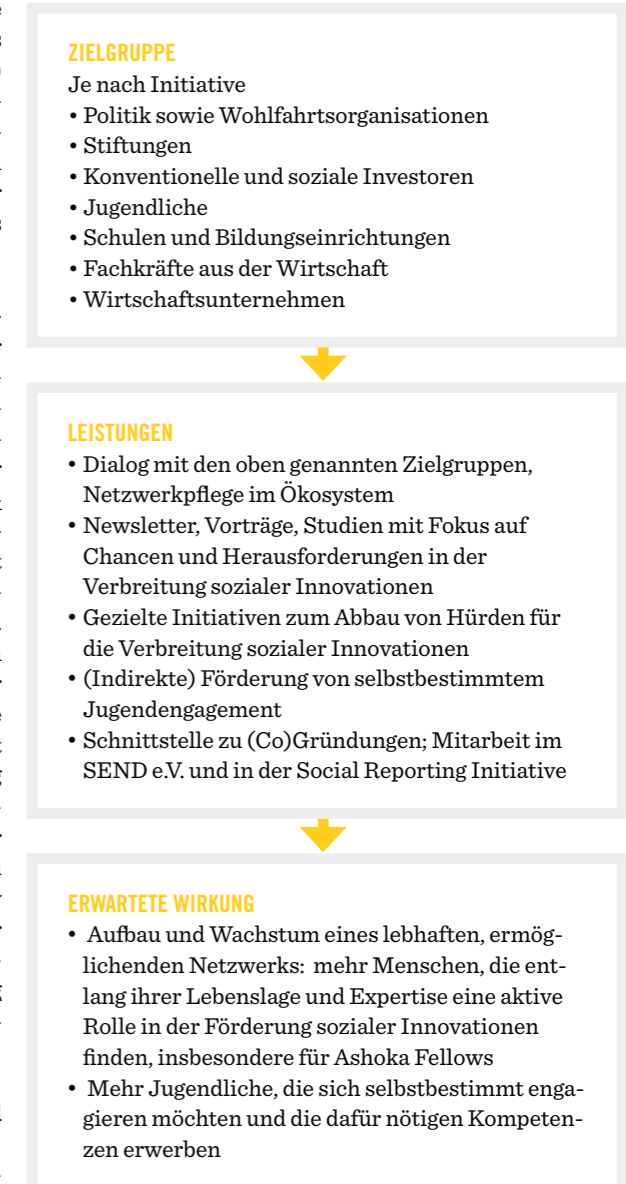 ZIELGRUPPE
Je nach Initiative
• Politik sowie Wohlfahrtsorganisationen
• Stiftungen
• Konventionelle und soziale Investoren
• Jugendliche
• Schulen und Bildungseinrichtungen
• Fachkräfte aus der Wirtschaft
• Wirtschaftsunternehmen
LEISTUNGEN
• Dialog mit den oben genannten Zielgruppen,
Netzwerkpflege im Ökosystem
• Newsletter, Vorträge, Studien mit Fokus auf
Chancen und Herausforderungen in der
Verbreitung sozialer Innovationen
• Gezielte Initiativen zum Abbau von Hürden für
die Verbreitung sozialer Innovationen
• (Indirekte) Förderung von selbstbestimmtem
Jugendengagement
• Schnittstelle zu (Co)Gründungen; Mitarbeit im
SEND e.V. und in der Social Reporting Initiative
ERWARTETE WIRKUNG
• Aufbau und Wachstum eines lebhaften, ermög-
lichenden Netzwerks: mehr Menschen, die ent-
lang ihrer Lebenslage und Expertise eine aktive
Rolle in der Förderung sozialer Innovationen
finden, insbesondere für Ashoka Fellows
• Mehr Jugendliche, die sich selbstbestimmt enga-
gieren möchten und die dafür nötigen Kompeten-
zen erwerben